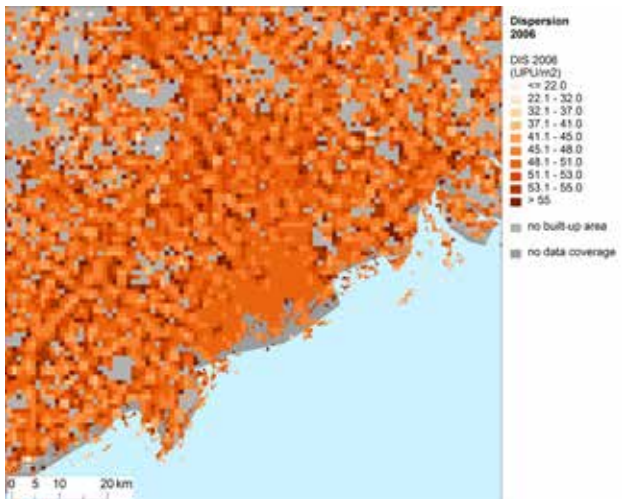 Dispersion
2006
DIS 2006
(UPU/m2)
<= 22.0
22.1 - 32.0
32.1 - 37.0
37.1 - 41.0
41.1 - 45.0
45.1 - 48.0
48.1 - 51.0
51.1 - 53.0
53.1 - 55.0
> 55
no built-up area
no data coverage
0 5 10 20 km